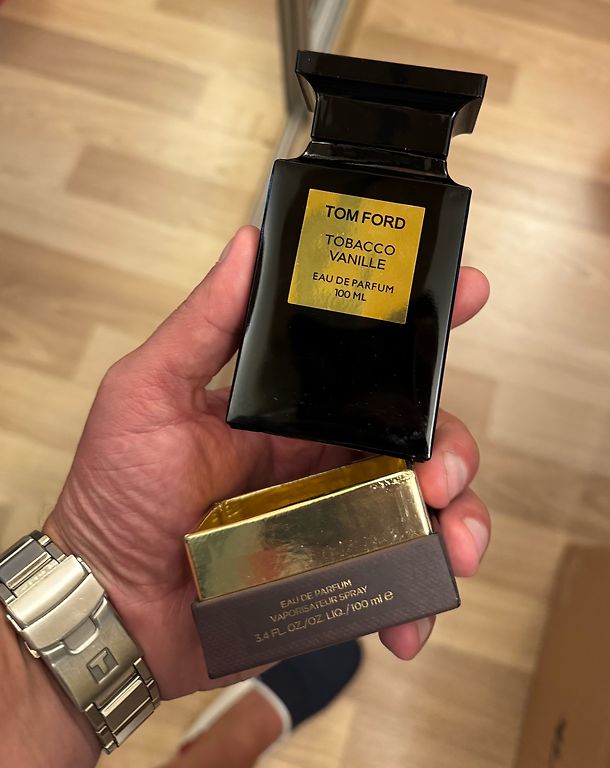 TOM FORD
TOBACCO
VANILLE
EAU DE PARFUM
100 ML
EAU DE PARFUM
VAPORISATEUR SPRAY
3.4 FL. OZ./OZ LIQ./100 ml ℮
T